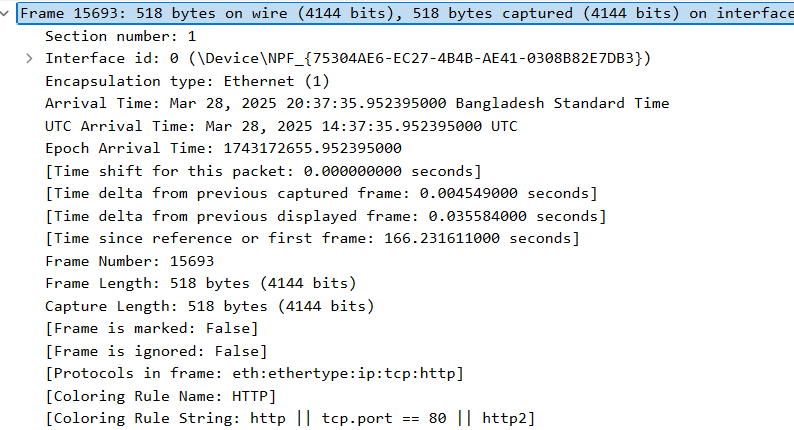 Frame 15693: 518 bytes on wire (4144 bits), 518 bytes captured (4144 bits) on interface
Section number: 1
Interface id: 0 (\Device\NPF_{75304AE6-EC27-4B4B-AE41-0308B82E7DB3})
Encapsulation type: Ethernet (1)
Arrival Time: Mar 28, 2025 20:37:35.952395000 Bangladesh Standard Time
UTC Arrival Time: Mar 28, 2025 14:37:35.952395000 UTC
Epoch Arrival Time: 1743172655.952395000
[Time shift for this packet: 0.000000000 seconds]
[Time delta from previous captured frame: 0.004549000 seconds]
[Time delta from previous displayed frame: 0.035584000 seconds]
[Time since reference or first frame: 166.231611000 seconds]
Frame Number: 15693
Frame Length: 518 bytes (4144 bits)
Capture Length: 518 bytes (4144 bits)
[Frame is marked: False]
[Frame is ignored: False]
[Protocols in frame: eth:ethertype:ip:tcp:http]
[Coloring Rule Name: HTTP]
[Coloring Rule String: http || tcp.port == 80 || http2]